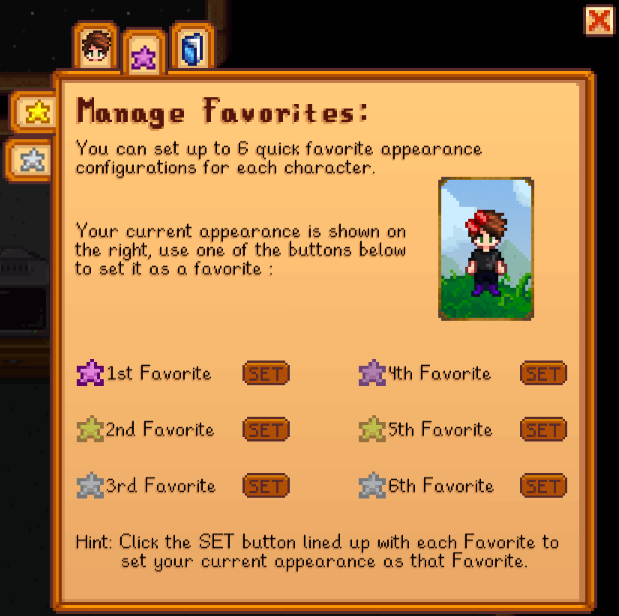 Manage Favorites:
You can set up to 6 quick favorite appearance
configurations for each character.
Your current appearance is shown on
the right, use one of the buttons below
to set it as a favorite :
1st Favorite SET
4th Favorite SET
2nd Favorite SET
5th Favorite SET
3rd Favorite SET
6th Favorite SET
Hint: Click the SET button lined up with each Favorite to
set your current appearance as that Favorite.